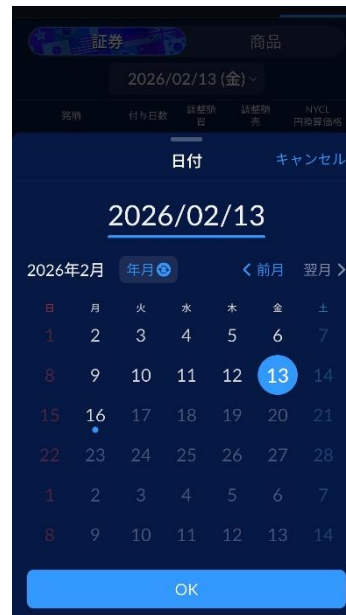 証券 商品
2026/02/13 (金)
銘柄 付与日数 調整額 買 調整額 売 NYCL 円換算価格
日付 キャンセル
2026/02/13
2026年2月 年月 前月 翌月
日 月 火 水 木 金 土
1 2 3 4 5 6 7
8 9 10 11 12 13 14
15 16 17 18 19 20 21
22 23 24 25 26 27 28
1 2 3 4 5 6 7
8 9 10 11 12 13 14
OK